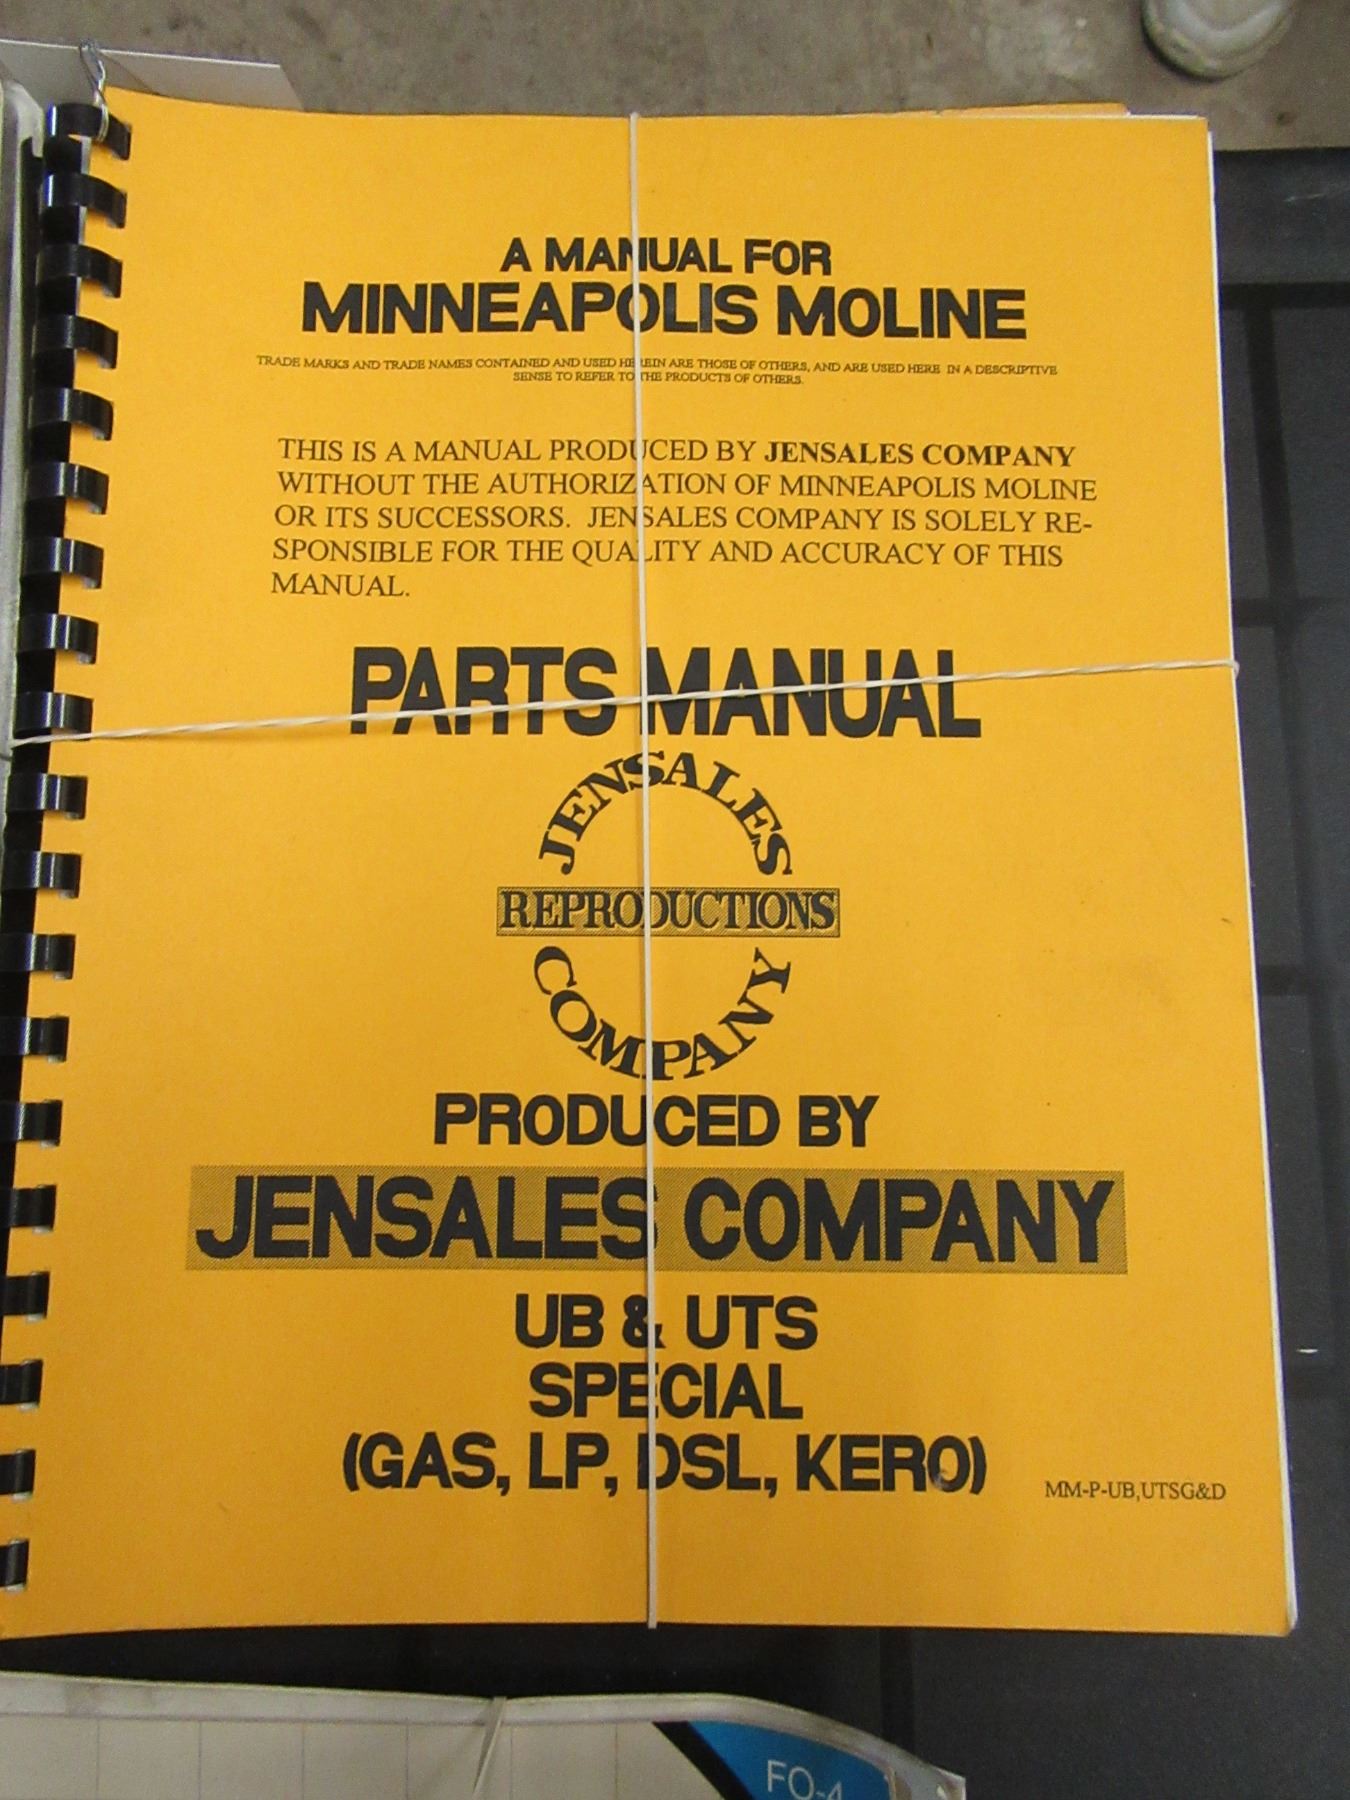 A MANUAL FOR
MINNEAPOLIS MOLINE
TRADE MARKS AND TRADE NAMES CONTAINED AND USED HEREIN ARE THOSE OF OTHERS, AND ARE USED HERE IN A DESCRIPTIVE
SENSE TO REFER TO THE PRODUCTS OF OTHERS.
THIS IS A MANUAL PRODUCED BY JENSALES COMPANY
WITHOUT THE AUTHORIZATION OF MINNEAPOLIS MOLINE
OR ITS SUCCESSORS. JENSALES COMPANY IS SOLELY RE-
SPONSIBLE FOR THE QUALITY AND ACCURACY OF THIS
MANUAL.
PARTS MANUAL
JENSALES
REPRODUCTIONS
COMPANY
PRODUCED BY
JENSALES COMPANY
UB & UTS
SPECIAL
(GAS, LP, DSL, KERO)
MM-P-UB,UTSG&D
FO-4